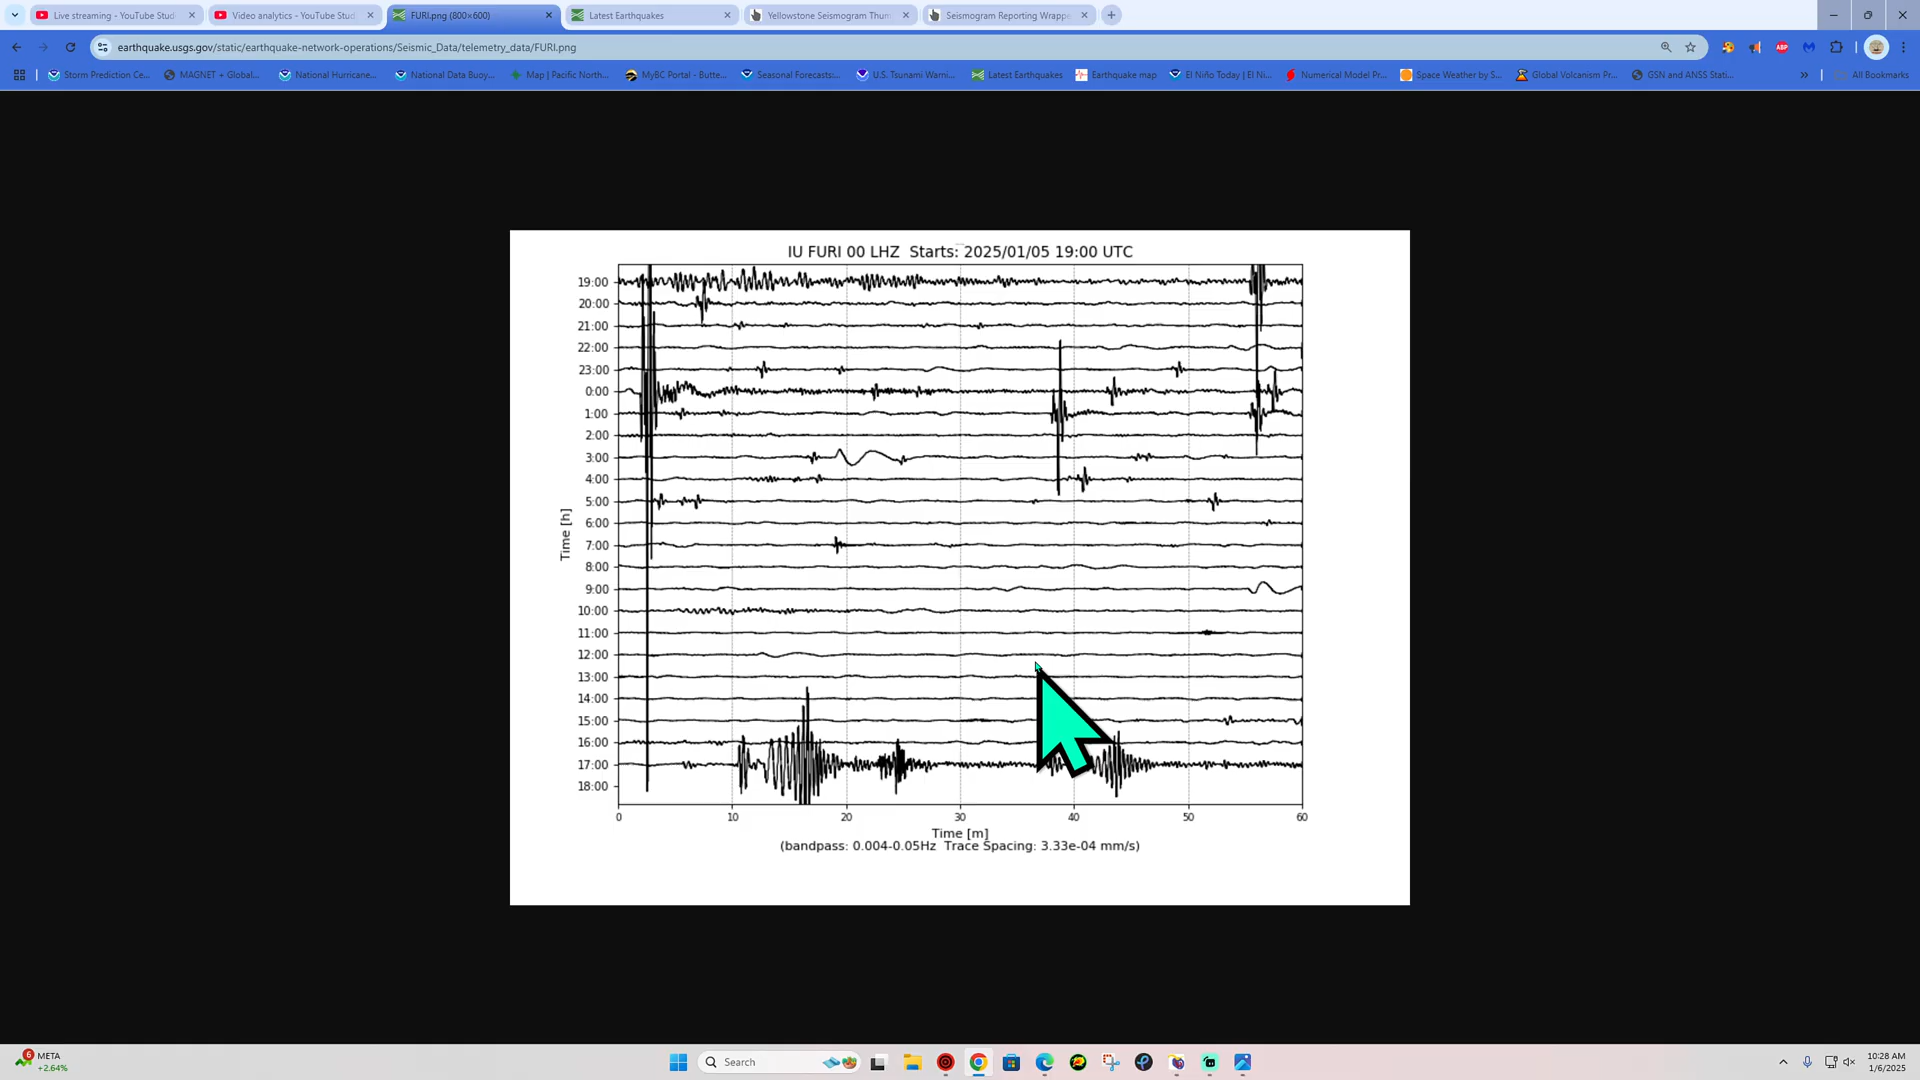 Live streaming - YouTube Stud
Video analytics - YouTube Stud
FURI.png (800×600)
Latest Earthquakes
Yellowstone Seismogram Thum
Seismogram Reporting Wrappe
earthquake.usgs.gov/static/earthquake-network-operations/Seismic_Data/telemetry_data/FURI.png
ABP
Storm Prediction Ce...
MAGNET + Global...
National Hurricane...
National Data Buoy...
Map | Pacific North...
MyBC Portal - Butte...
Seasonal Forecasts:...
U.S. Tsunami Warni...
Latest Earthquakes
Earthquake map
El Niño Today | El Ni...
Numerical Model Pr...
Space Weather by S...
Global Volcanism Pr...
GSN and ANSS Stati...
All Bookmarks
IU FURI 00 LHZ Starts: 2025/01/05 19:00 UTC
19:00
20:00
21:00
22:00
23:00
0:00
1:00
2:00
3:00
4:00
5:00
6:00
7:00
8:00
9:00
10:00
11:00
12:00
13:00
14:00
15:00
16:00
17:00
18:00
Time [h]
0 10 20 30 40 50 60
Time [m]
(bandpass: 0.004-0.05Hz Trace Spacing: 3.33e-04 mm/s)
6
META
+2.64%
Search
10:28 AM
1/6/2025